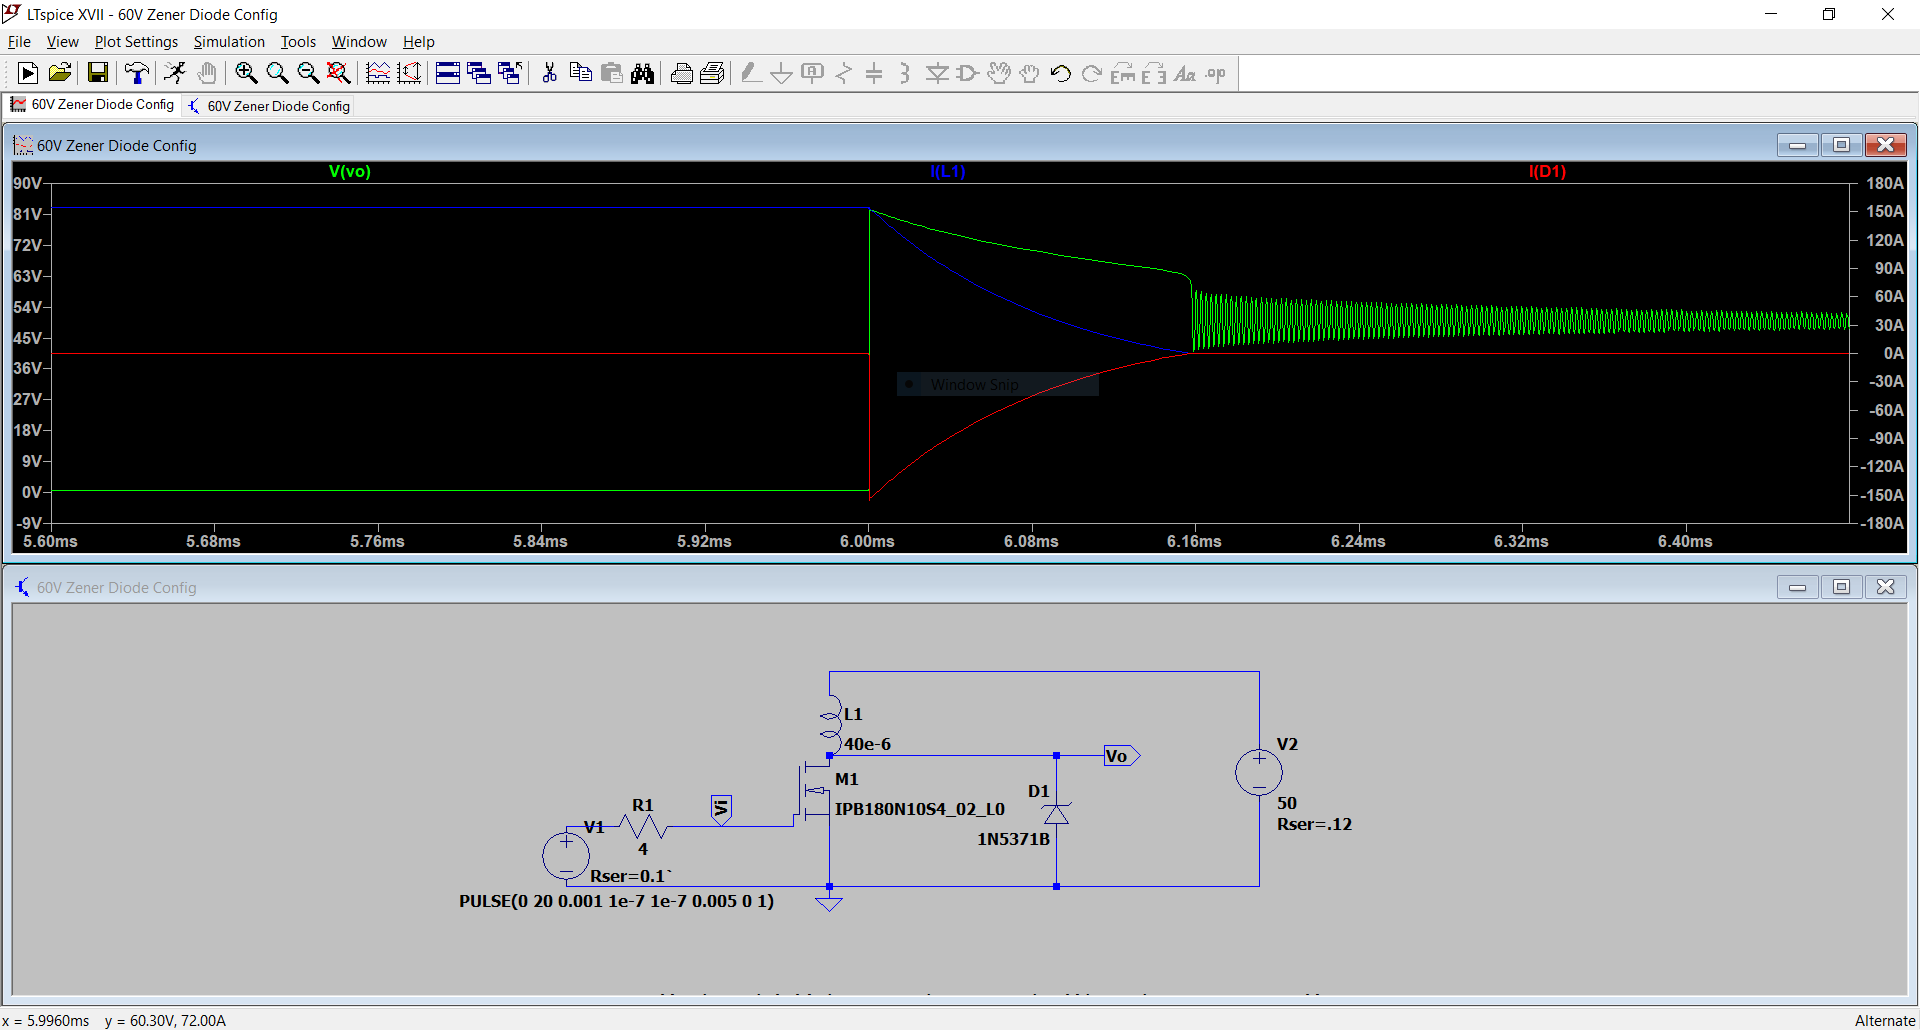 LTspice XVII - 60V Zener Diode Config
File View Plot Settings Simulation Tools Window Help
60V Zener Diode Config
60V Zener Diode Config
60V Zener Diode Config
V(vo) I(L1) I(D1)
90V 180A
81V 150A
72V 120A
63V 90A
54V 60A
45V 30A
0A
36V -30A
27V -60A
18V -90A
9V -120A
0V -150A
-9V -180A
Window Snip
5.60ms 5.68ms 5.76ms 5.84ms 5.92ms 6.00ms 6.08ms 6.16ms 6.24ms 6.32ms 6.40ms
60V Zener Diode Config
L1
40e-6
M1
IPB180N10S4_02_L0
Vo
V2
50
Rser=.12
D1
1N5371B
R1
4
Vi
V1
Rser=0.1`
PULSE(0 20 0.001 1e-7 1e-7 0.005 0 1)
x = 5.9960ms y = 60.30V, 72.00A
Alternate